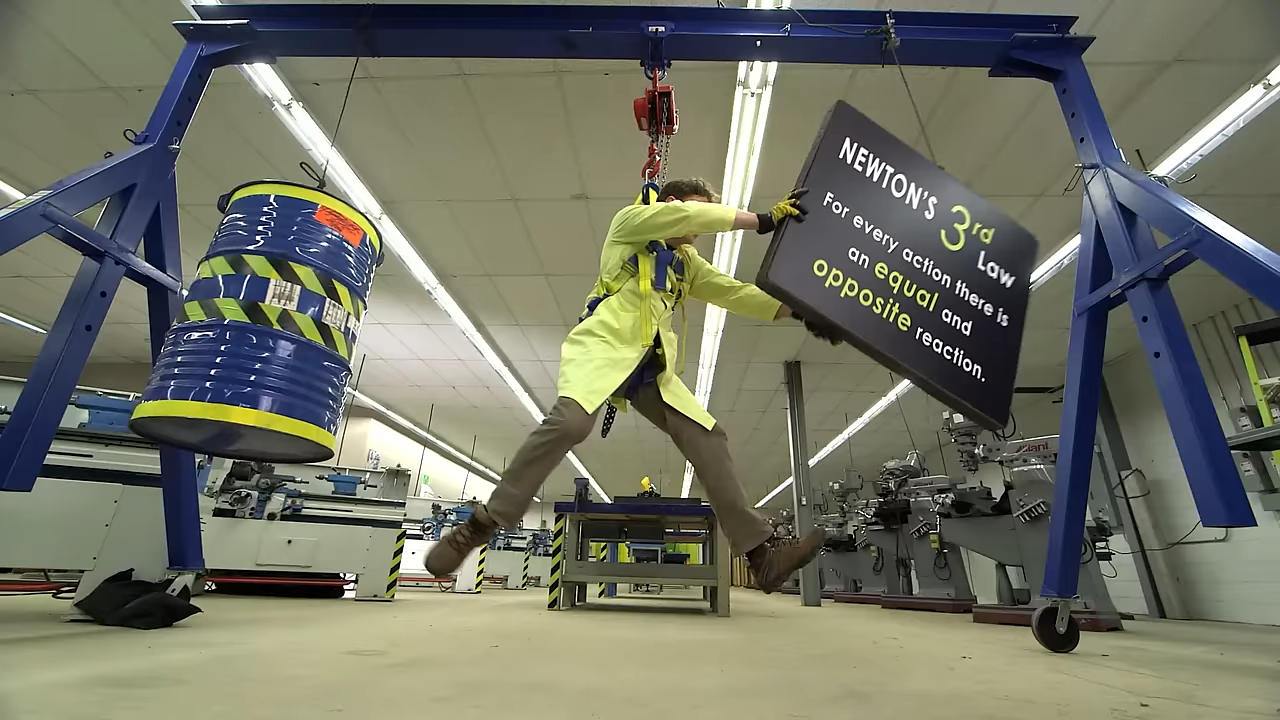 NEWTON'S 3rd Law
For every action there is
an equal and
opposite reaction.